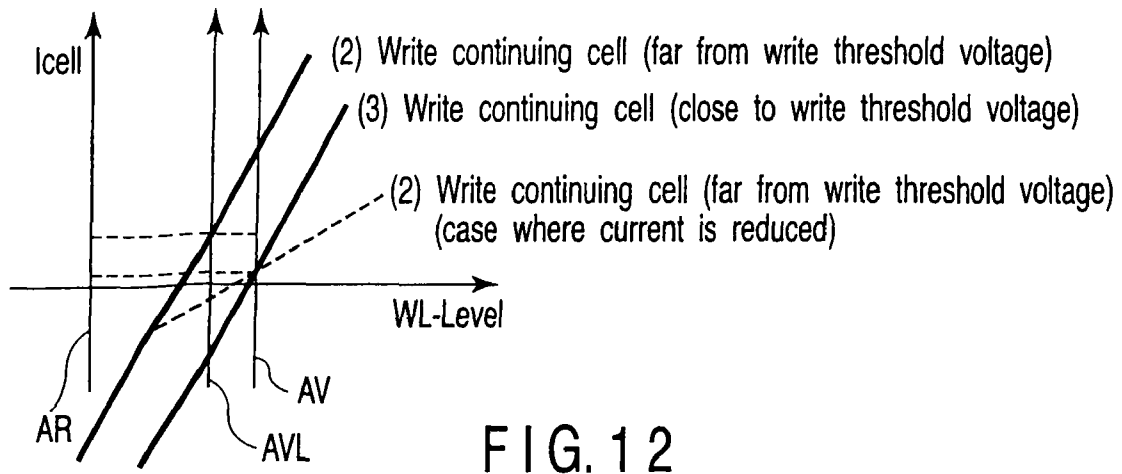 Icell
(2) Write continuing cell (far from write threshold voltage)
(3) Write continuing cell (close to write threshold voltage)
(2) Write continuing cell (far from write threshold voltage)
(case where current is reduced)
WL-Level
AR
AVL
AV
FIG. 12